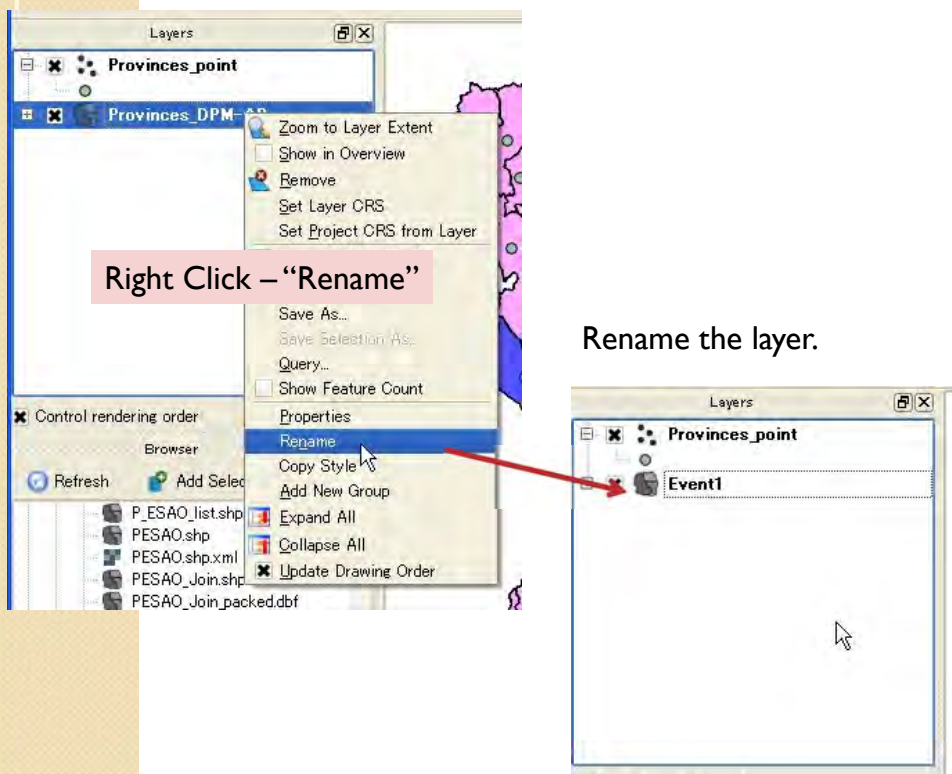 Layers
Provinces_point
Provinces_DPM-
Zoom to Layer Extent
Show in Overview
Remove
Set Layer CRS
Set Project CRS from Layer
Right Click – “Rename”
Save As...
Save Selection As...
Query...
Show Feature Count
Properties
Rename
Copy Style
Add New Group
Expand All
Collapse All
Update Drawing Order
Control rendering order
Browser
Refresh
Add Selec
P_ESAO_list.shp
PESAO.shp
PESAO.shp.xml
PESAO_Join.shp
PESAO_Join_packed.dbf
Rename the layer.
Layers
Provinces_point
Event1